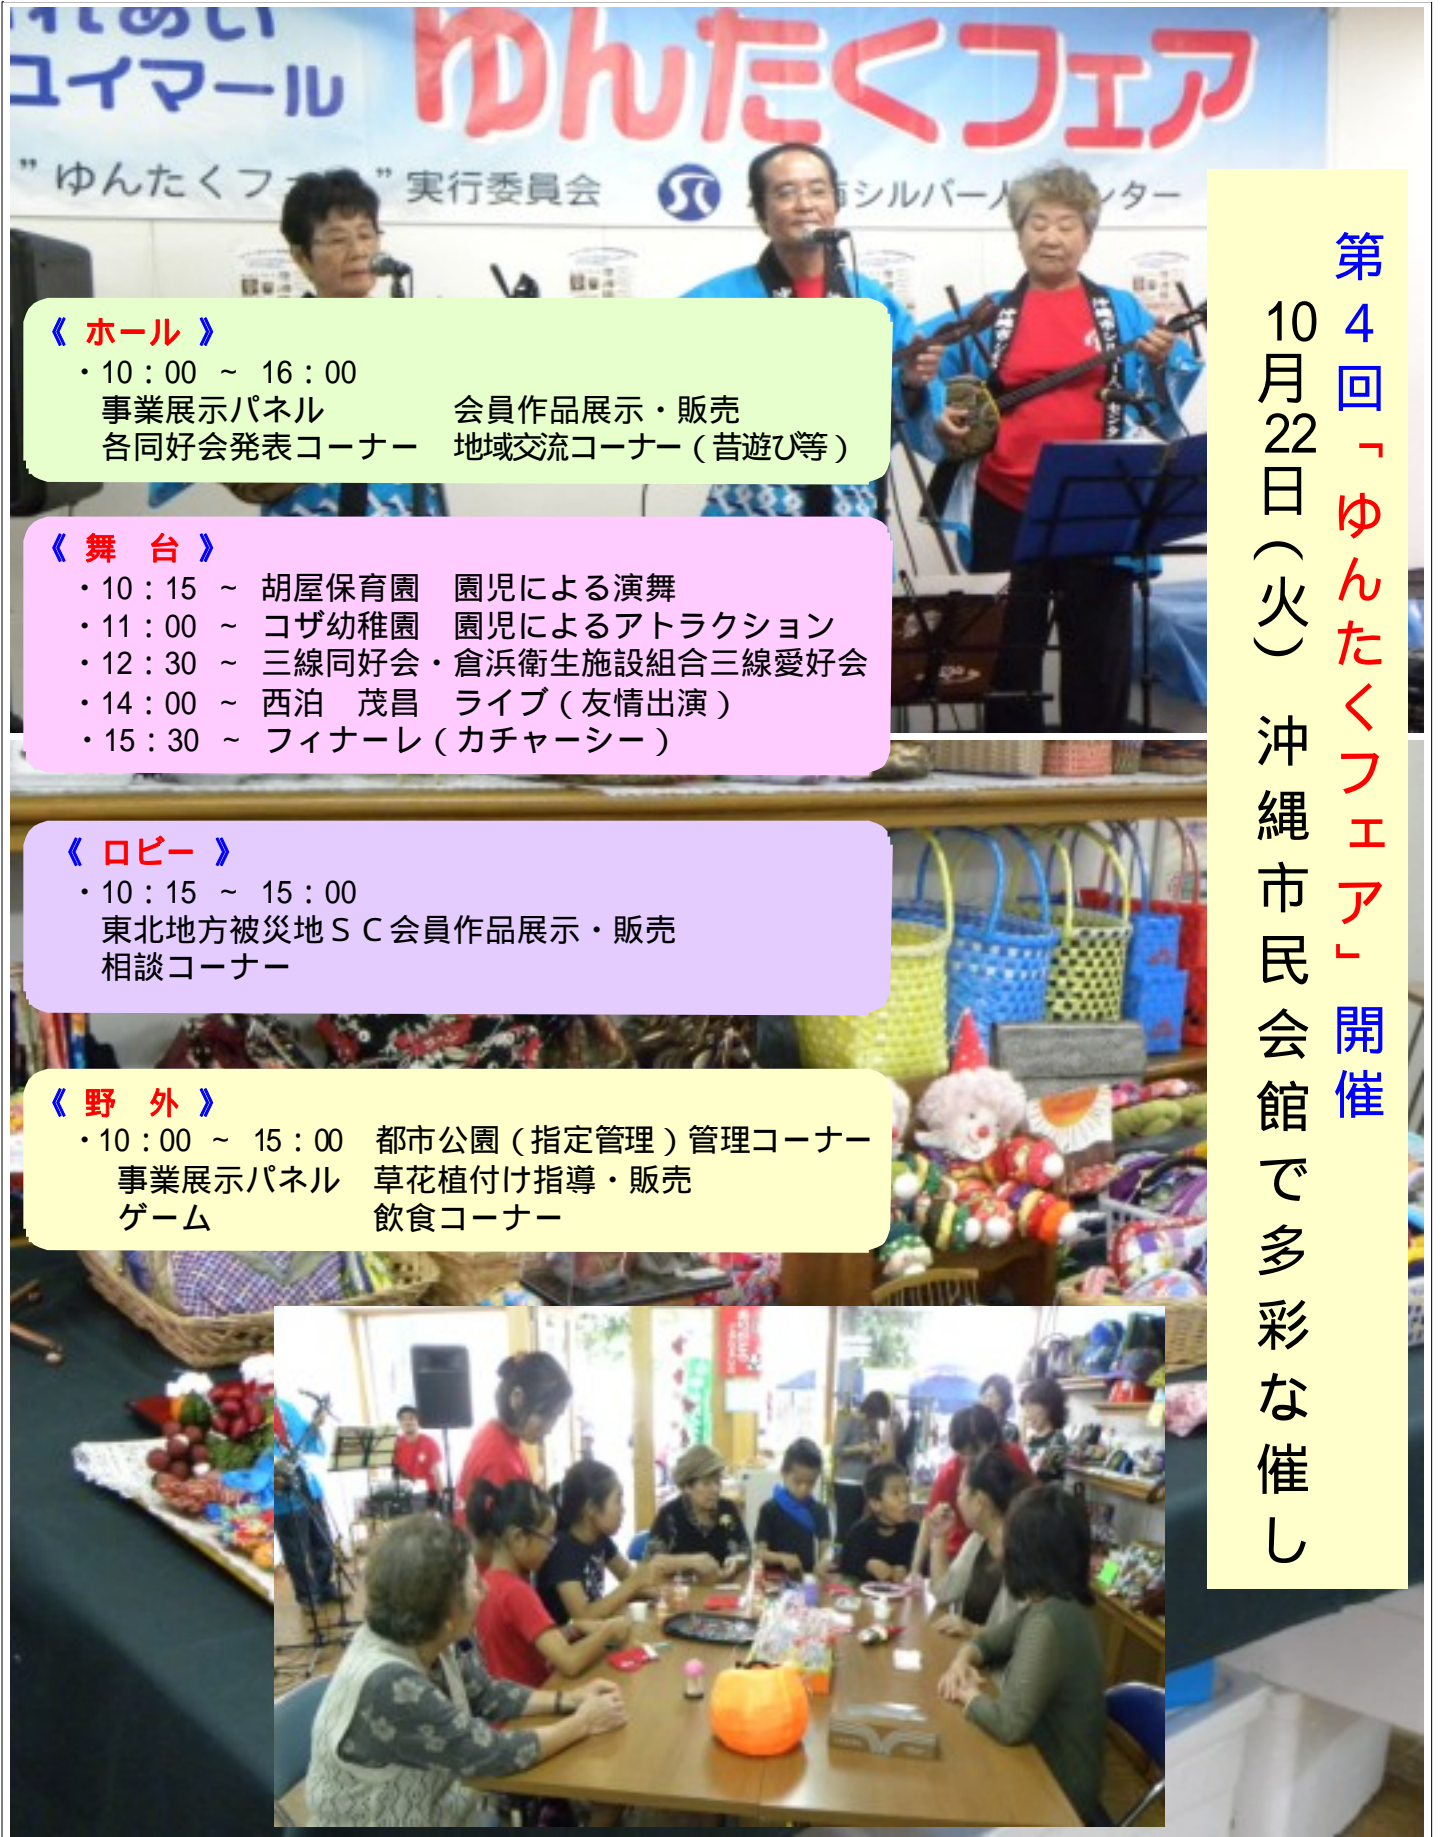 ユイマール
ゆんたくフェア
実行委員会
第4回「ゆんたくフェア」開催
10月22日(火) 沖縄市民会館で多彩な催し
《 ホール 》
・10:00 ~ 16:00
事業展示パネル 会員作品展示・販売
各同好会発表コーナー 地域交流コーナー(昔遊び等)
《 舞 台 》
・10:15 ~ 胡屋保育園 園児による演舞
・11:00 ~ コザ幼稚園 園児によるアトラクション
・12:30 ~ 三線同好会・倉浜衛生施設組合三線愛好会
・14:00 ~ 西泊 茂昌 ライブ(友情出演)
・15:30 ~ フィナーレ(カチャーシー)
《 ロビー 》
・10:15 ~ 15:00
東北地方被災地SC会員作品展示・販売
相談コーナー
《 野 外 》
・10:00 ~ 15:00 都市公園(指定管理)管理コーナー
事業展示パネル 草花植付け指導・販売
ゲーム 飲食コーナー